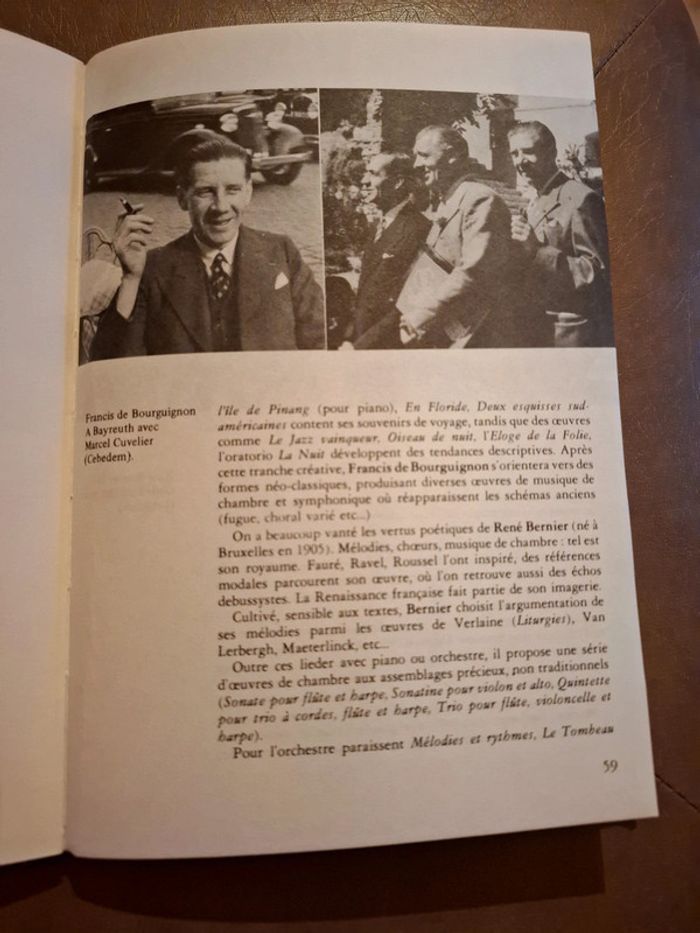 Francis de Bourguignon
A Bayreuth avec
Marcel Cuvelier
(Cebedem).
l'île de Pinang (pour piano), En Floride, Deux esquisses sud-
américaines content ses souvenirs de voyage, tandis que des œuvres
comme Le Jazz vainqueur, Oiseau de nuit, l'Eloge de la Folie,
l'oratorio La Nuit développent des tendances descriptives. Après
cette tranche créative, Francis de Bourguignon s'orientera vers des
formes néo-classiques, produisant diverses œuvres de musique de
chambre et symphonique où réapparaissent les schémas anciens
(fugue, choral varié etc...)
On a beaucoup vanté les vertus poétiques de René Bernier (né à
Bruxelles en 1905). Mélodies, chœurs, musique de chambre : tel est
son royaume. Fauré, Ravel, Roussel l'ont inspiré, des références
modales parcourent son œuvre, où l'on retrouve aussi des échos
debussystes. La Renaissance française fait partie de son imagerie.
Cultivé, sensible aux textes, Bernier choisit l'argumentation de
ses mélodies parmi les œuvres de Verlaine (Liturgies), Van
Lerbergh, Maeterlinck, etc...
Outre ces lieder avec piano ou orchestre, il propose une série
d'œuvres de chambre aux assemblages précieux, non traditionnels
(Sonate pour flûte et harpe, Sonatine pour violon et alto, Quintette
pour trio à cordes, flûte et harpe, Trio pour flûte, violoncelle et
harpe).
Pour l'orchestre paraissent Mélodies et rythmes, Le Tombeau
59